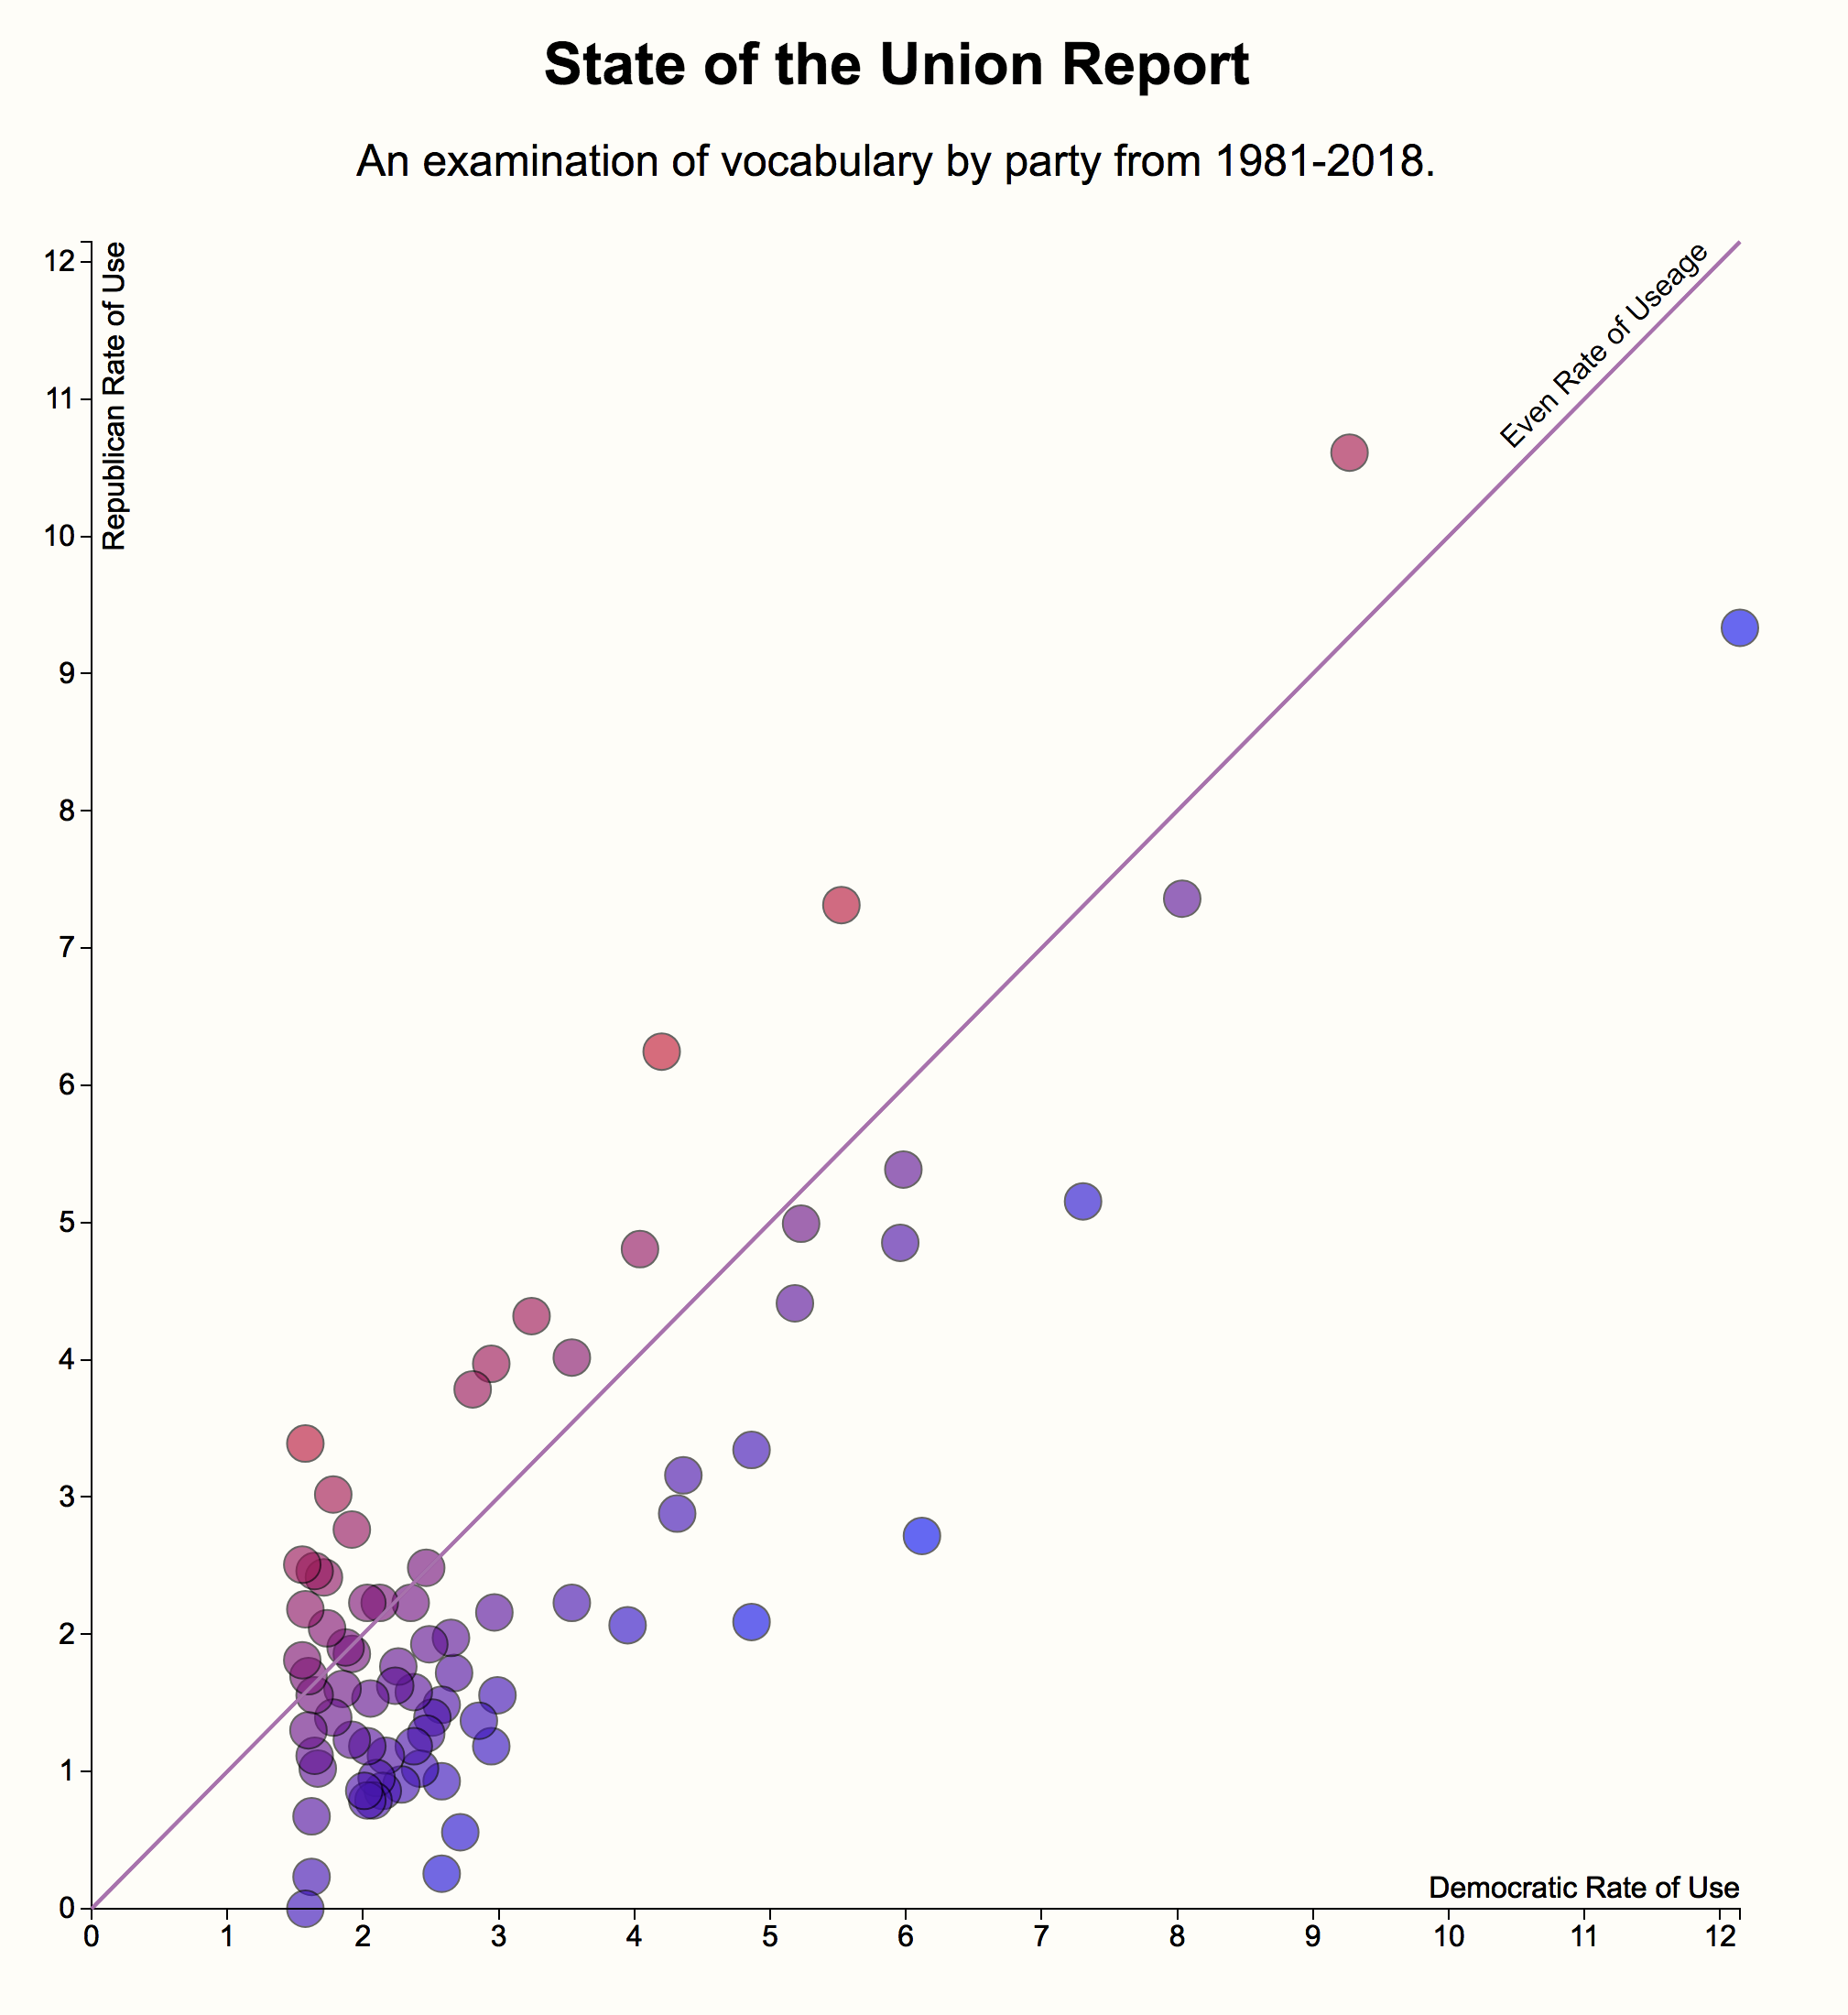 State of the Union Report
An examination of vocabulary by party from 1981-2018.
Republican Rate of Use
Even Rate of Useage
12
11
10
9
8
7
6
5
4
3
2
1
0
Democratic Rate of Use
0 1 2 3 4 5 6 7 8 9 10 11 12